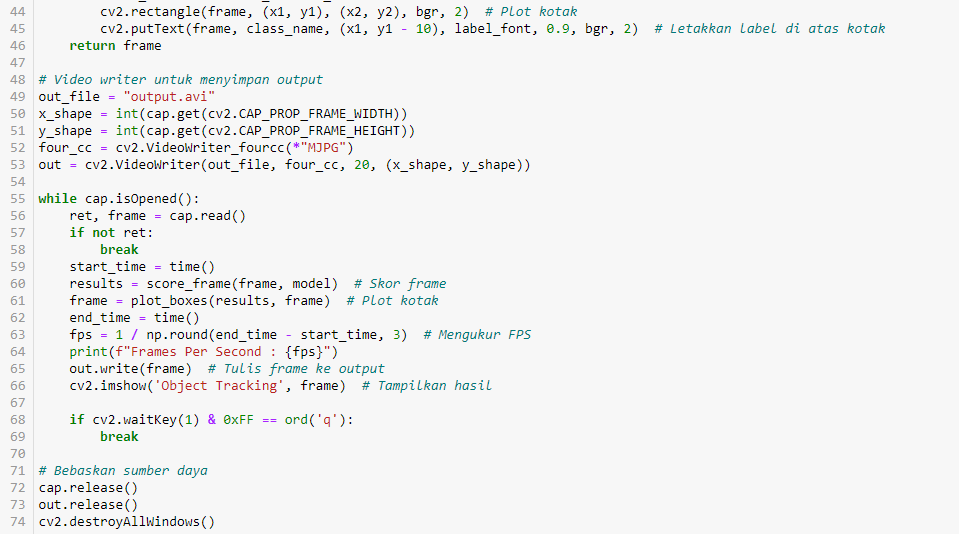 44 cv2.rectangle(frame, (x1, y1), (x2, y2), bgr, 2)  # Plot kotak
45 cv2.putText(frame, class_name, (x1, y1 - 10), label_font, 0.9, bgr, 2)  # Letakkan label di atas kotak
46 return frame
47
48 # Video writer untuk menyimpan output
49 out_file = "output.avi"
50 x_shape = int(cap.get(cv2.CAP_PROP_FRAME_WIDTH))
51 y_shape = int(cap.get(cv2.CAP_PROP_FRAME_HEIGHT))
52 four_cc = cv2.VideoWriter_fourcc(*"MJPG")
53 out = cv2.VideoWriter(out_file, four_cc, 20, (x_shape, y_shape))
54
55 while cap.isOpened():
56     ret, frame = cap.read()
57     if not ret:
58         break
59     start_time = time()
60     results = score_frame(frame, model)  # Skor frame
61     frame = plot_boxes(results, frame)  # Plot kotak
62     end_time = time()
63     fps = 1 / np.round(end_time - start_time, 3)  # Mengukur FPS
64     print(f"Frames Per Second : {fps}")
65     out.write(frame)  # Tulis frame ke output
66     cv2.imshow('Object Tracking', frame)  # Tampilkan hasil
67
68     if cv2.waitKey(1) & 0xFF == ord('q'):
69         break
70
71 # Bebaskan sumber daya
72 cap.release()
73 out.release()
74 cv2.destroyAllWindows()